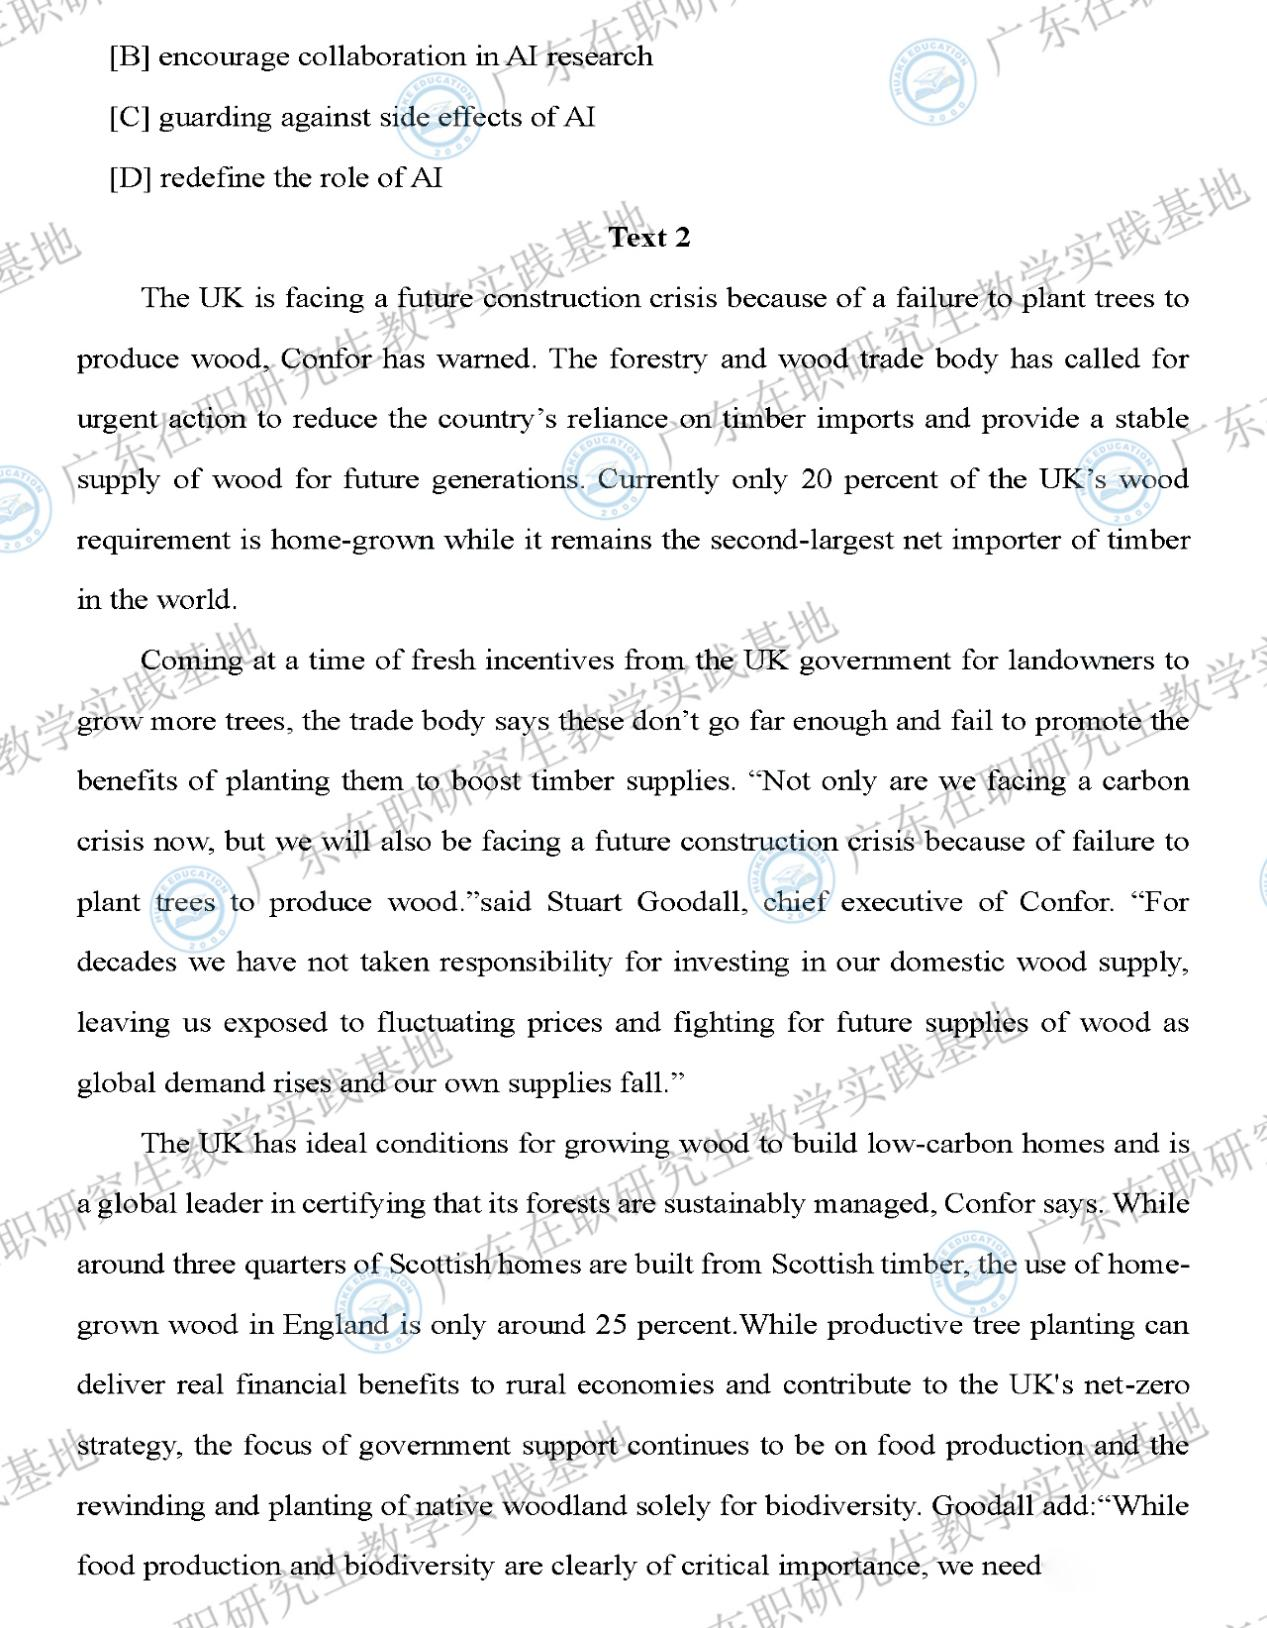 [B] encourage collaboration in AI research
[C] guarding against side effects of AI
[D] redefine the role of AI
Text 2
The UK is facing a future construction crisis because of a failure to plant trees to
produce wood, Confor has warned. The forestry and wood trade body has called for
urgent action to reduce the country’s reliance on timber imports and provide a stable
supply of wood for future generations. Currently only 20 percent of the UK’s wood
requirement is home-grown while it remains the second-largest net importer of timber
in the world.
Coming at a time of fresh incentives from the UK government for landowners to
grow more trees, the trade body says these don’t go far enough and fail to promote the
benefits of planting them to boost timber supplies. “Not only are we facing a carbon
crisis now, but we will also be facing a future construction crisis because of failure to
plant trees to produce wood.”said Stuart Goodall, chief executive of Confor. “For
decades we have not taken responsibility for investing in our domestic wood supply,
leaving us exposed to fluctuating prices and fighting for future supplies of wood as
global demand rises and our own supplies fall.”
The UK has ideal conditions for growing wood to build low-carbon homes and is
a global leader in certifying that its forests are sustainably managed, Confor says. While
around three quarters of Scottish homes are built from Scottish timber, the use of home-
grown wood in England is only around 25 percent.While productive tree planting can
deliver real financial benefits to rural economies and contribute to the UK's net-zero
strategy, the focus of government support continues to be on food production and the
rewinding and planting of native woodland solely for biodiversity. Goodall add:“While
food production and biodiversity are clearly of critical importance, we need
广东在职研究生教学实践基地
HUAKE EDUCATION
2000